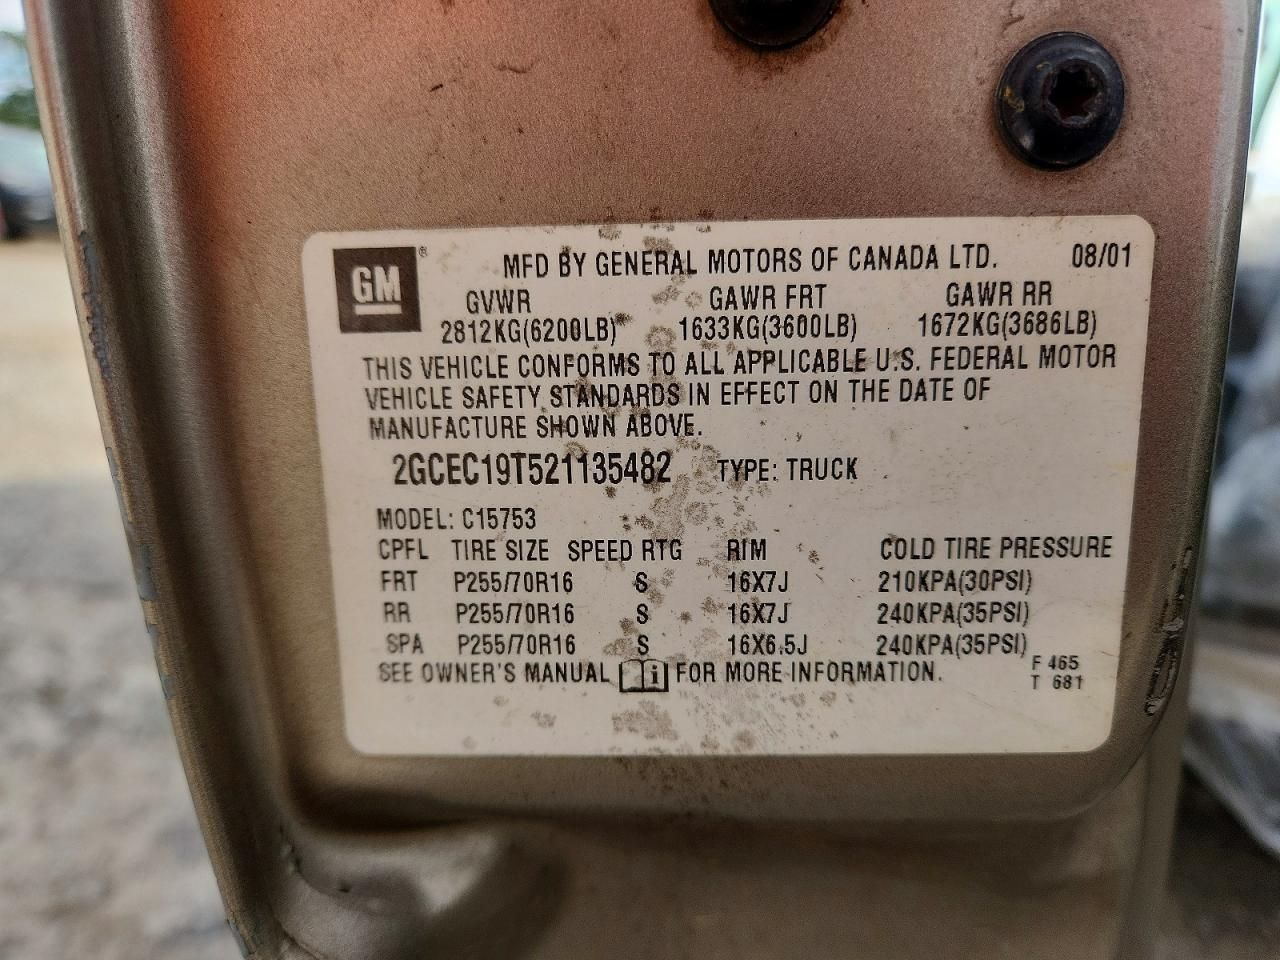 GM® MFD BY GENERAL MOTORS OF CANADA LTD. 08/01
GVWR GAWR FRT GAWR RR
2812KG(6200LB) 1633KG(3600LB) 1672KG(3686LB)
THIS VEHICLE CONFORMS TO ALL APPLICABLE U.S. FEDERAL MOTOR
VEHICLE SAFETY STANDARDS IN EFFECT ON THE DATE OF
MANUFACTURE SHOWN ABOVE.
2GCEC19T521135482 TYPE: TRUCK
MODEL: C15753
CPFL TIRE SIZE SPEED RTG RIM COLD TIRE PRESSURE
FRT P255/70R16 S 16X7J 210KPA(30PSI)
RR P255/70R16 S 16X7J 240KPA(35PSI)
SPA P255/70R16 S 16X6.5J 240KPA(35PSI)
SEE OWNER'S MANUAL i FOR MORE INFORMATION.
F 465
T 681